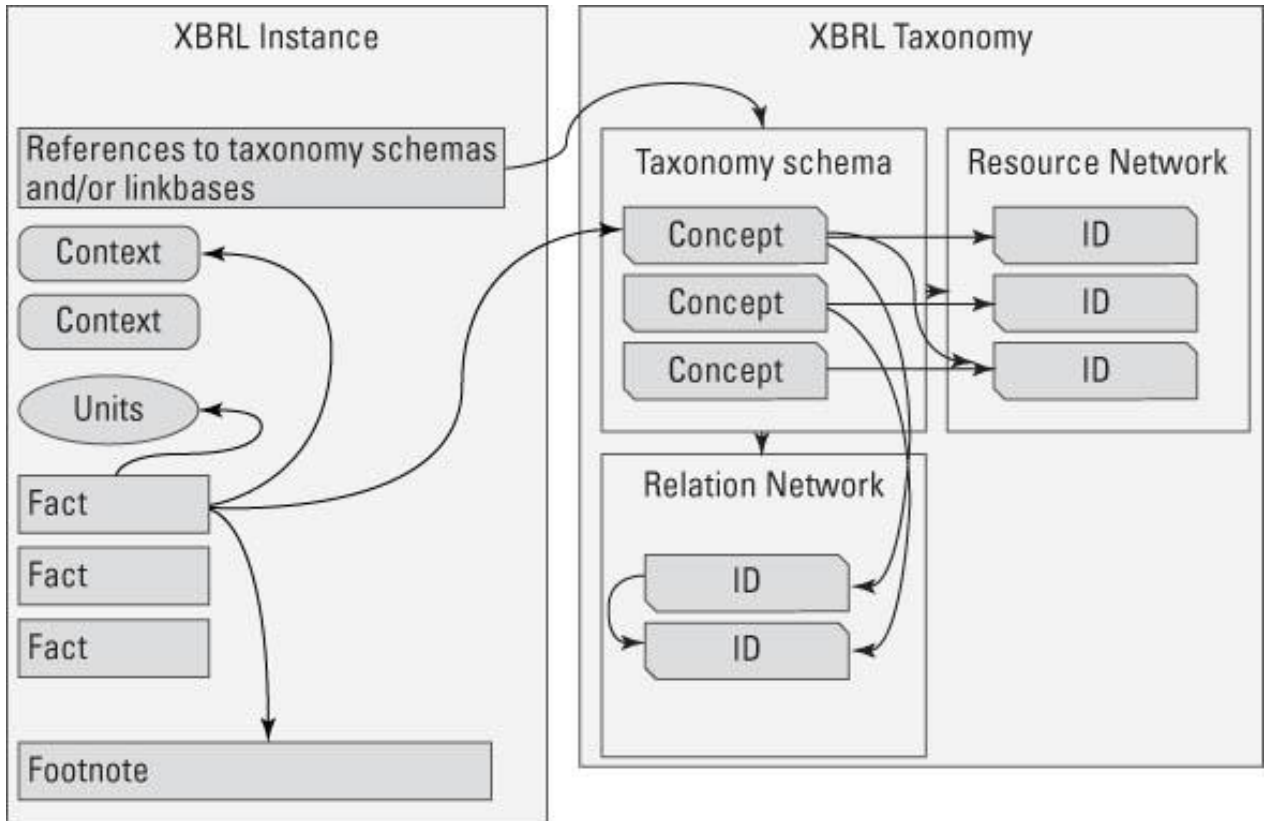 XBRL Instance
References to taxonomy schemas
and/or linkbases
Context
Context
Units
Fact
Fact
Fact
Footnote
XBRL Taxonomy
Taxonomy schema
Concept
Concept
Concept
Resource Network
ID
ID
ID
Relation Network
ID
ID